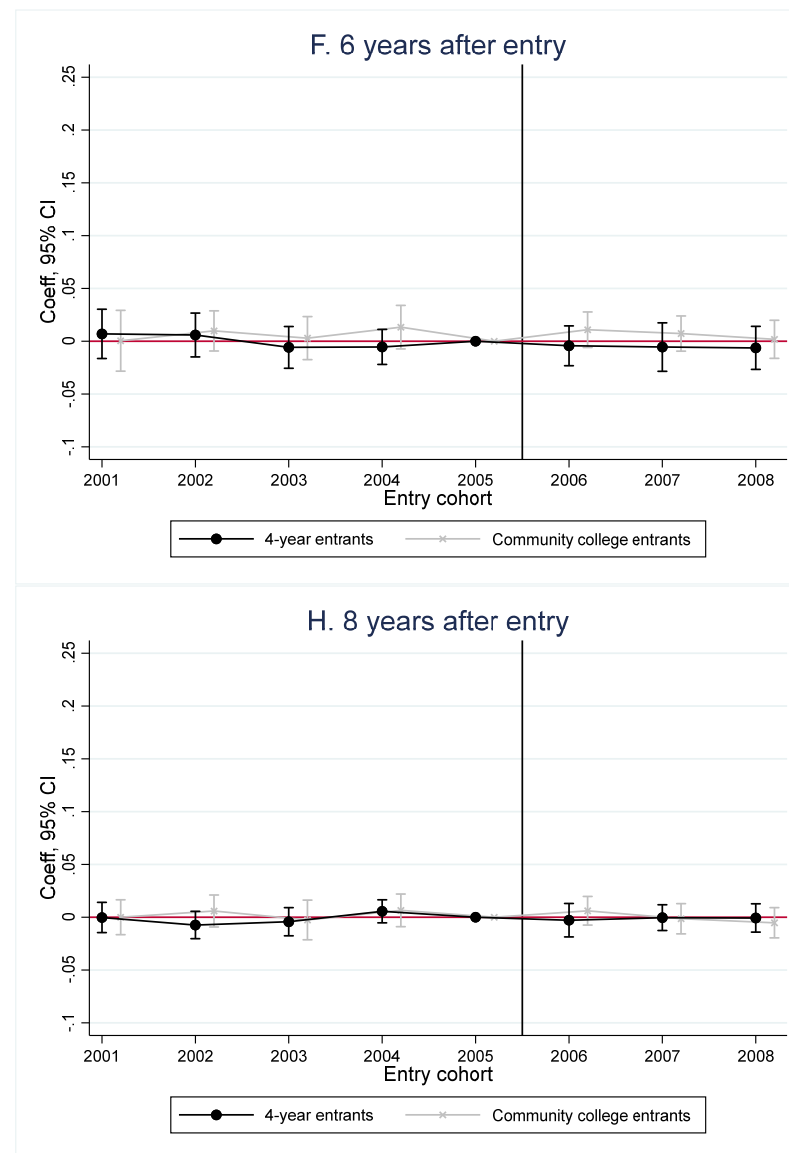 F. 6 years after entry
Coeff, 95% CI
.25
.2
.15
.1
.05
0
-.05
-.1
2001 2002 2003 2004 2005 2006 2007 2008
Entry cohort
4-year entrants Community college entrants
H. 8 years after entry
Coeff, 95% CI
.25
.2
.15
.1
.05
0
-.05
-.1
2001 2002 2003 2004 2005 2006 2007 2008
Entry cohort
4-year entrants Community college entrants